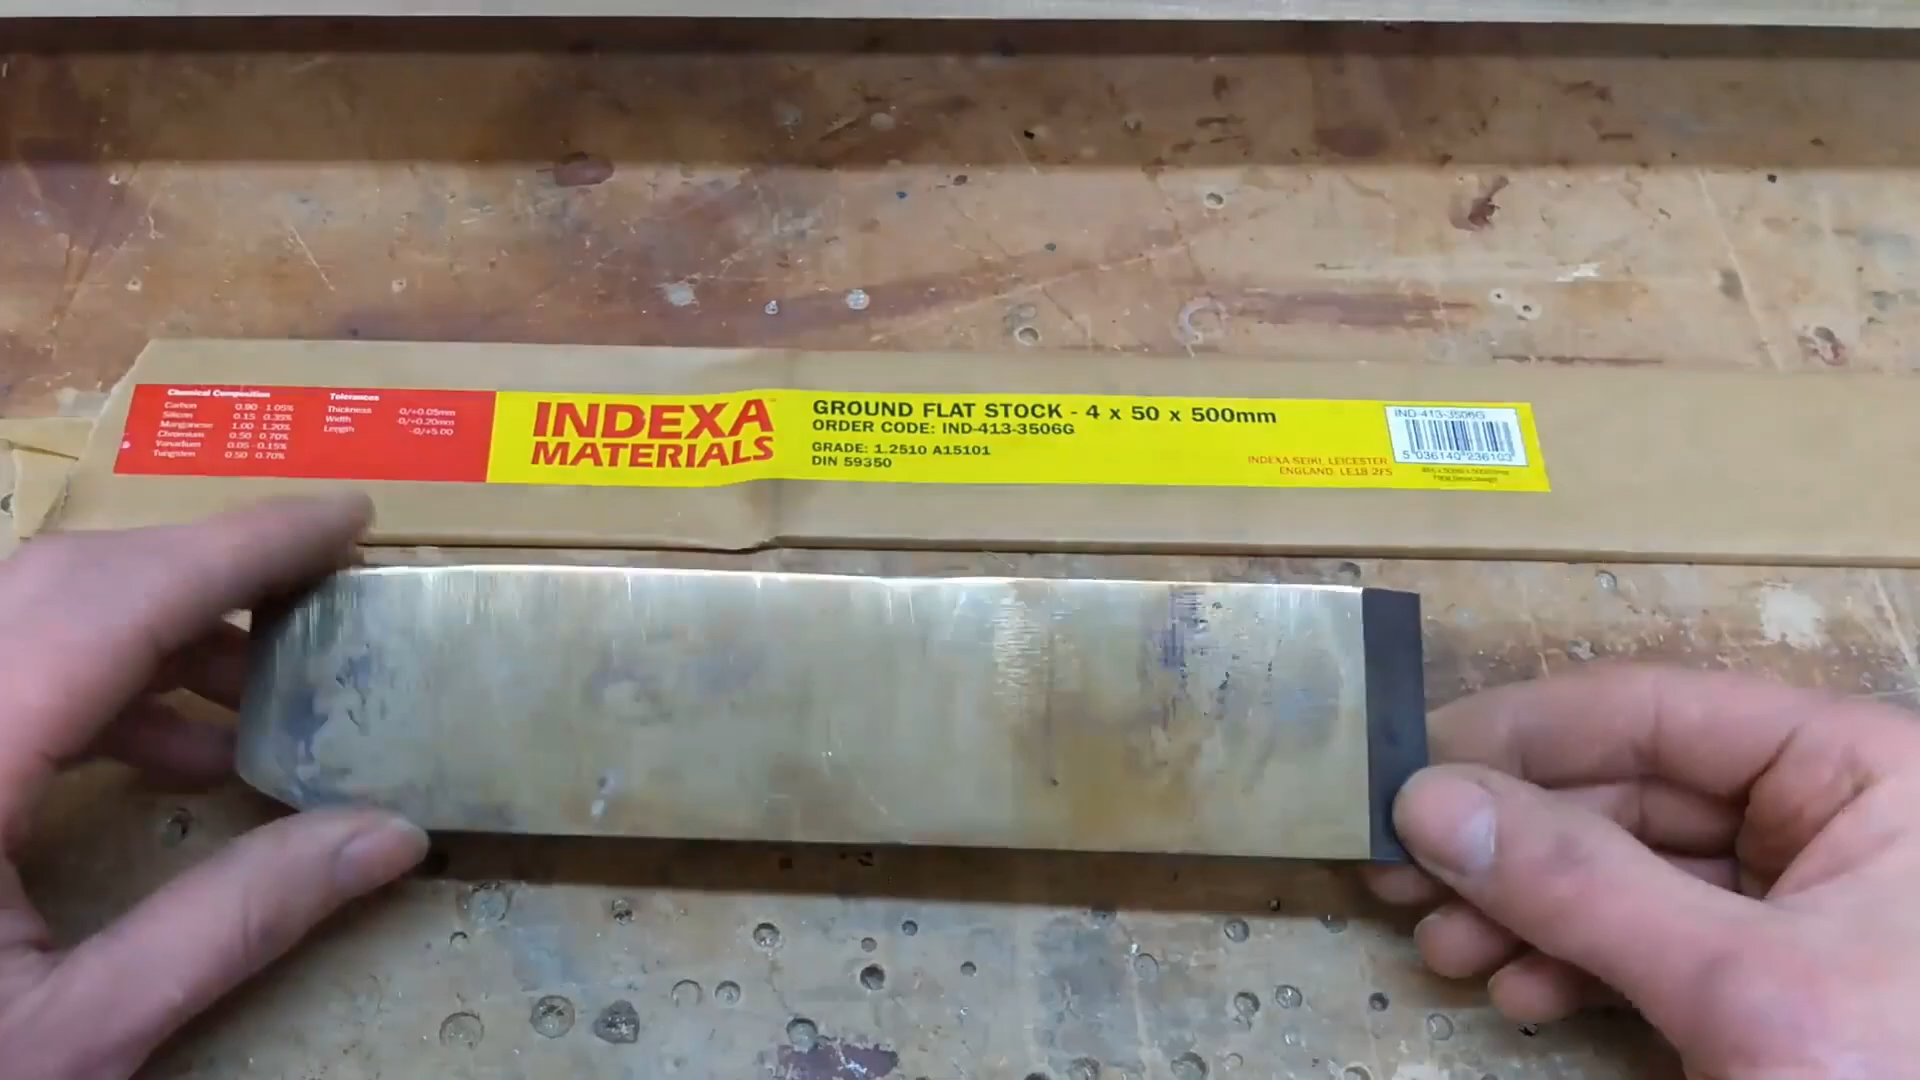 Chemical Composition
Carbon 0.90 1.05%
Silicon 0.15 0.35%
Manganese 1.00 1.20%
Chromium 0.50 0.70%
Vanadium 0.05 0.15%
Tungsten 0.50 0.70%
Tolerances
Thickness -0/+0.05mm
Width -0/+0.20mm
Length -0/+5.00
INDEXA
MATERIALS
GROUND FLAT STOCK - 4 x 50 x 500mm
ORDER CODE: IND-413-3506G
GRADE: 1.2510 A15101
DIN 59350
INDEXA SEIKI, LEICESTER
ENGLAND, LE18 2FS
IND-413-3506G
5 036140 236103